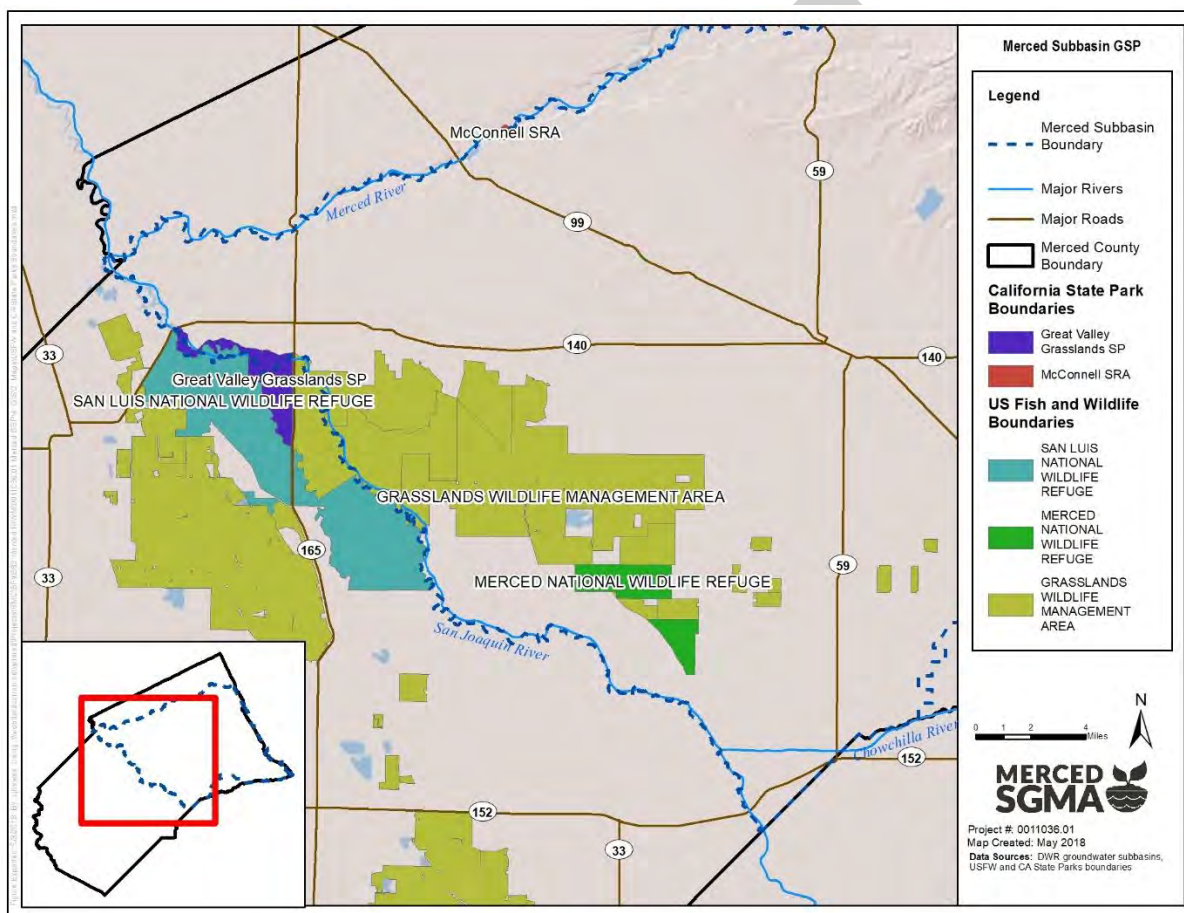 McConnell SRA
59
Merced River
99
33
140
140
Great Valley Grasslands SP
SAN LUIS NATIONAL WILDLIFE REFUGE
GRASSLANDS WILDLIFE MANAGEMENT AREA
165
33
MERCED NATIONAL WILDLIFE REFUGE
59
San Joaquin River
Chowchilla River
152
152
33
Merced Subbasin GSP
Legend
Merced Subbasin
Boundary
Major Rivers
Major Roads
Merced County
Boundary
California State Park
Boundaries
Great Valley
Grasslands SP
McConnell SRA
US Fish and Wildlife
Boundaries
SAN LUIS
NATIONAL
WILDLIFE
REFUGE
MERCED
NATIONAL
WILDLIFE
REFUGE
GRASSLANDS
WILDLIFE
MANAGEMENT
AREA
N
0 1 2 4
Miles
MERCED
SGMA
Project #: 0011036.01
Map Created: May 2018
Data Sources: DWR groundwater subbasins,
USFW and CA State Parks boundaries